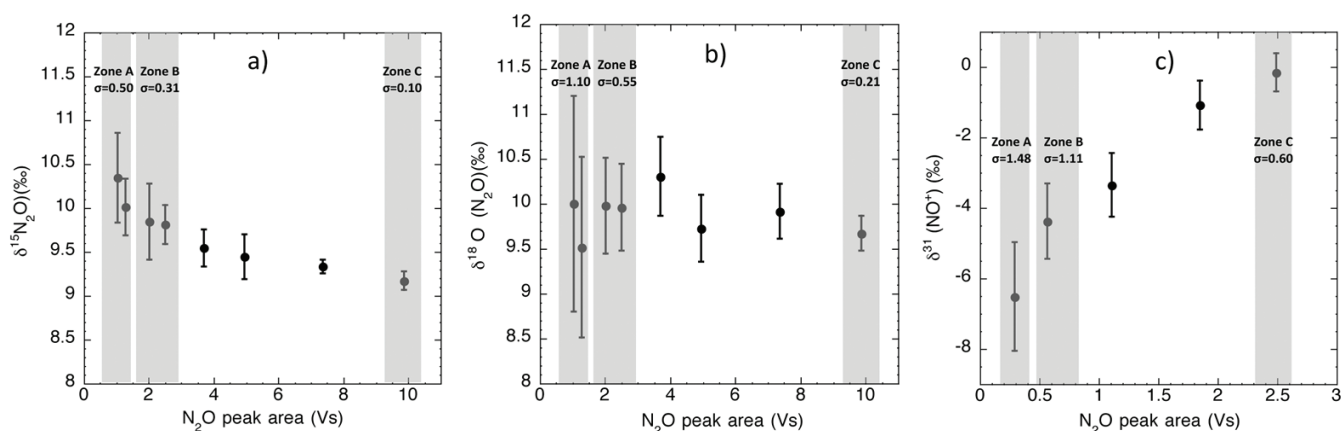 a)
Zone A
σ=0.50
Zone B
σ=0.31
Zone C
σ=0.10
12
11.5
11
10.5
10
9.5
9
8.5
8
δ¹⁵N₂O)(‰)
0 2 4 6 8 10
N₂O peak area (Vs)
b)
Zone A
σ=1.10
Zone B
σ=0.55
Zone C
σ=0.21
12
11.5
11
10.5
10
9.5
9
8.5
8
δ¹⁸O (N₂O)(‰)
0 2 4 6 8 10
N₂O peak area (Vs)
c)
Zone A
σ=1.48
Zone B
σ=1.11
Zone C
σ=0.60
0
-2
-4
-6
-8
δ³¹ (NO⁺) (‰)
0 0.5 1 1.5 2 2.5 3
N₂O peak area (Vs)